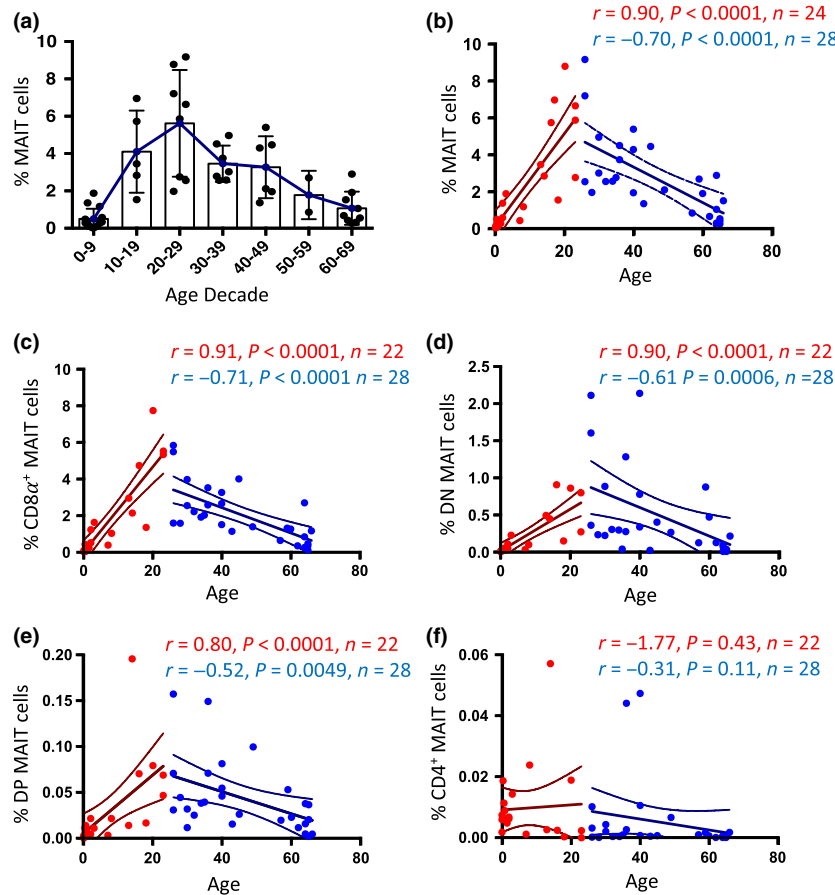 (a)
10
8
6
4
2
0
% MAIT cells
0-9
10-19
20-29
30-39
40-49
50-59
60-69
Age Decade
(b)
r = 0.90, P < 0.0001, n = 24
r = −0.70, P < 0.0001, n = 28
10
8
6
4
2
0
% MAIT cells
0
20
40
60
80
Age
(c)
r = 0.91, P < 0.0001, n = 22
r = −0.71, P < 0.0001 n = 28
10
8
6
4
2
0
% CD8α+ MAIT cells
0
20
40
60
80
Age
(d)
r = 0.90, P < 0.0001, n = 22
r = −0.61 P = 0.0006, n =28
2.5
2.0
1.5
1.0
0.5
0.0
% DN MAIT cells
0
20
40
60
80
Age
(e)
r = 0.80, P < 0.0001, n = 22
r = −0.52, P = 0.0049, n = 28
0.20
0.15
0.10
0.05
0.00
% DP MAIT cells
0
20
40
60
80
Age
(f)
r = −1.77, P = 0.43, n = 22
r = −0.31, P = 0.11, n = 28
0.06
0.04
0.02
0.00
% CD4+ MAIT cells
0
20
40
60
80
Age